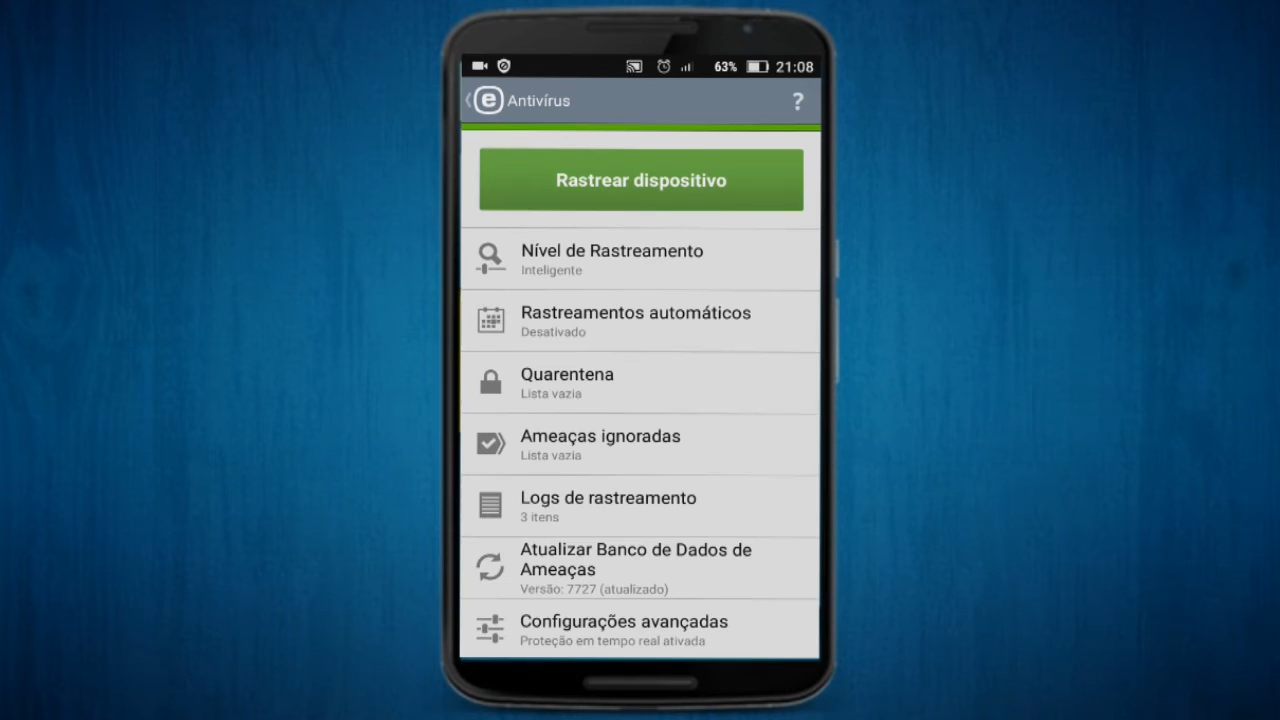 63% 21:08
e Antivírus ?
Rastrear dispositivo
Nível de Rastreamento
Inteligente
Rastreamentos automáticos
Desativado
Quarentena
Lista vazia
Ameaças ignoradas
Lista vazia
Logs de rastreamento
3 itens
Atualizar Banco de Dados de
Ameaças
Versão: 7727 (atualizado)
Configurações avançadas
Proteção em tempo real ativada